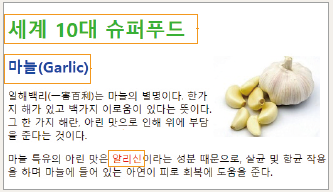 세계 10대 슈퍼푸드
마늘(Garlic)
일해백리(一害百利)는 마늘의 별명이다. 한가
지 해가 있고 백가지 이로움이 있다는 뜻이다.
그 한 가지 해란, 아린 맛으로 인해 위에 부담
을 준다는 것이다.
마늘 특유의 아린 맛은 알리신이라는 성분 때문으로, 살균 및 항균 작용
을 하며 마늘에 들어 있는 아연이 피로 회복에 도움을 준다.